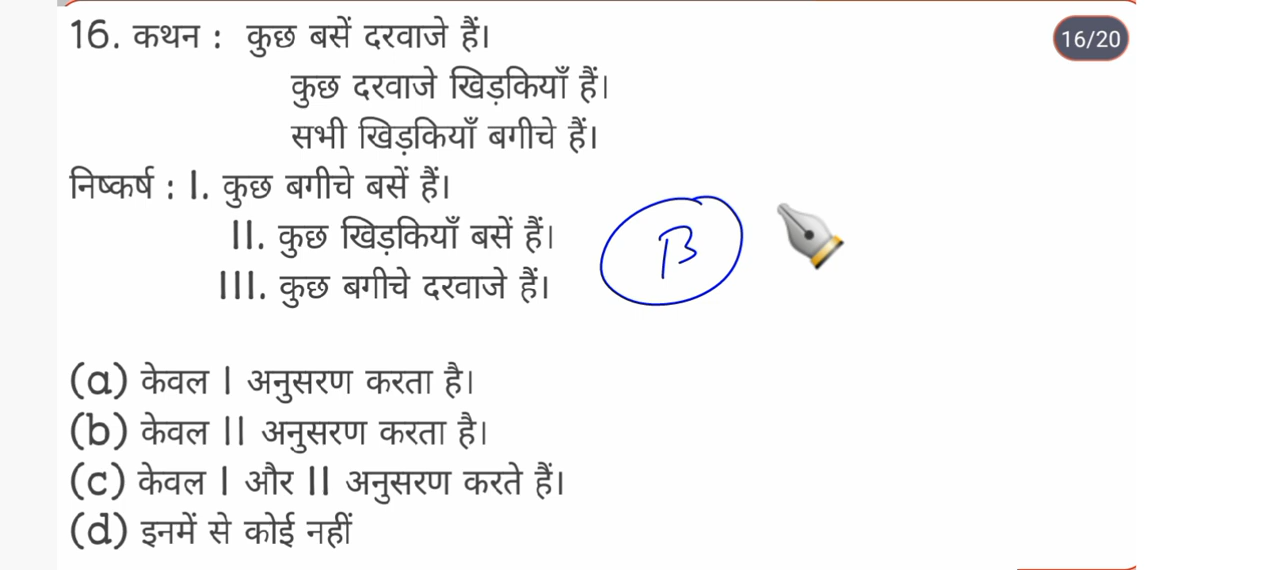 16. कथन : कुछ बसें दरवाजे हैं।
16/20
कुछ दरवाजे खिड़कियाँ हैं।
सभी खिड़कियाँ बगीचे हैं।
निष्कर्ष : I. कुछ बगीचे बसें हैं।
II. कुछ खिड़कियाँ बसें हैं।
B
III. कुछ बगीचे दरवाजे हैं।
(a) केवल I अनुसरण करता है।
(b) केवल II अनुसरण करता है।
(c) केवल I और II अनुसरण करते हैं।
(d) इनमें से कोई नहीं